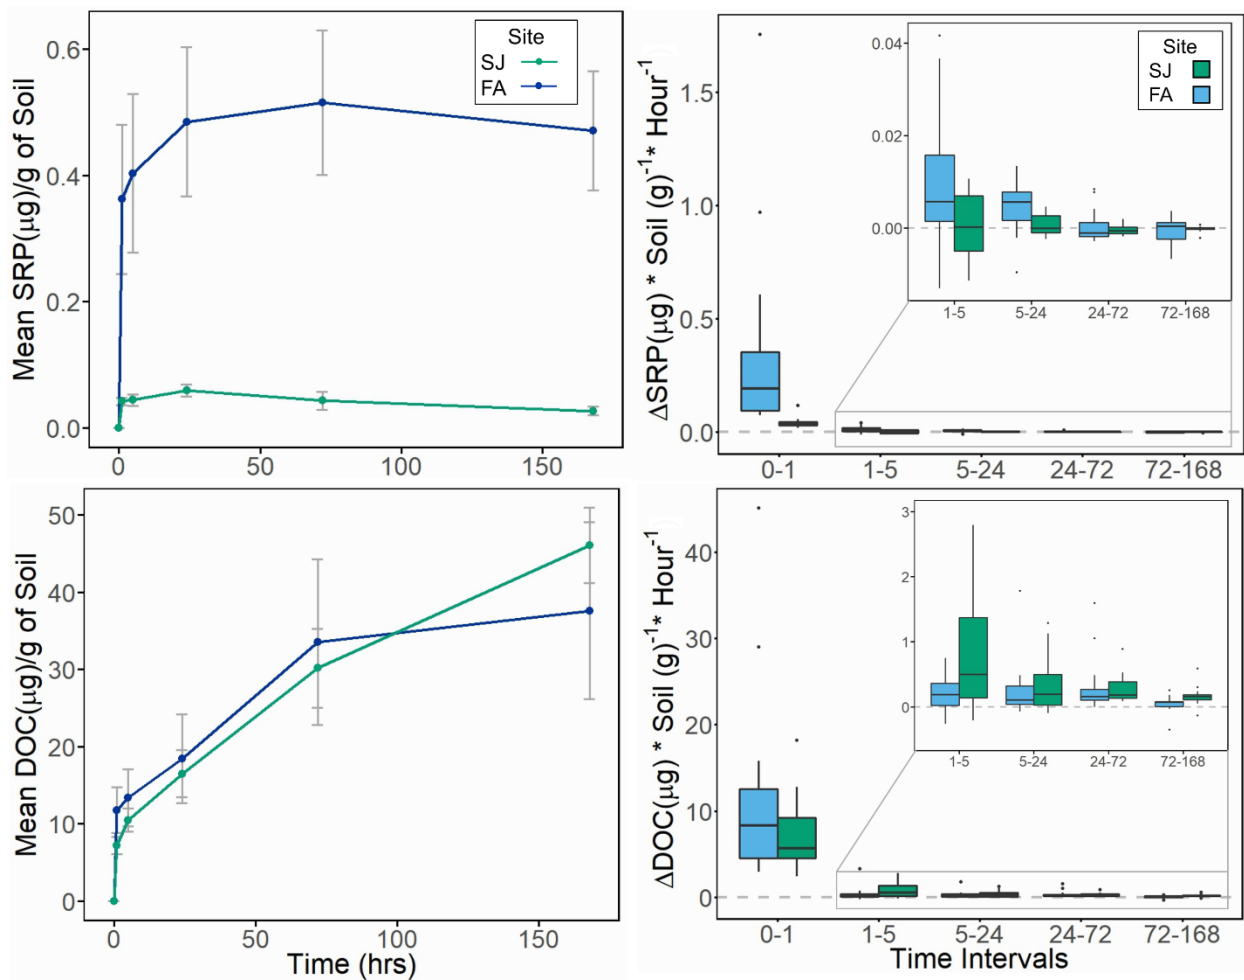 Mean SRP(μg)/g of Soil
0.6
0.4
0.2
0.0
0 50 100 150
Site
SJ
FA
ΔSRP(μg) * Soil (g)⁻¹* Hour⁻¹
1.5
1.0
0.5
0.0
0-1 1-5 5-24 24-72 72-168
0.04
0.02
0.00
1-5 5-24 24-72 72-168
Site
SJ
FA
Mean DOC(μg)/g of Soil
50
40
30
20
10
0
0 50 100 150
Time (hrs)
ΔDOC(μg) * Soil (g)⁻¹* Hour⁻¹
40
30
20
10
0
0-1 1-5 5-24 24-72 72-168
Time Intervals
3
2
1
0
1-5 5-24 24-72 72-168